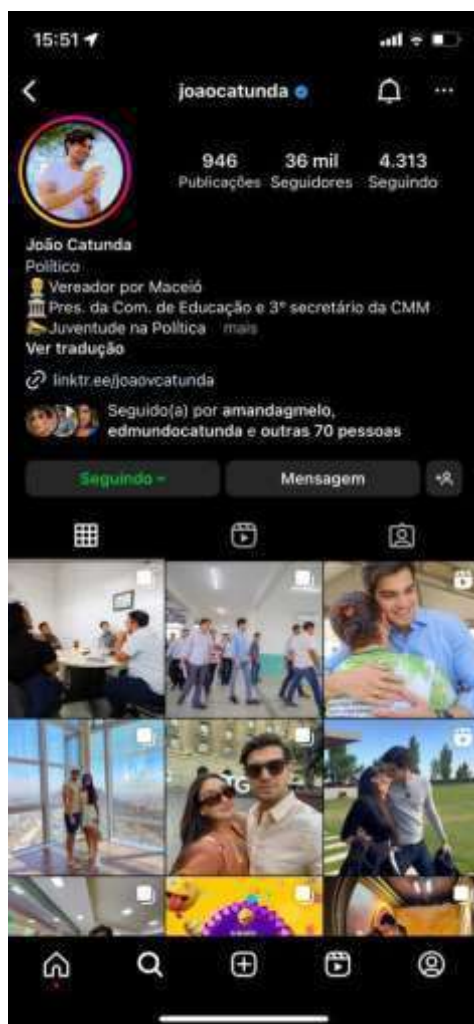 15:51
joaocatunda
946 36 mil 4.313
Publicações Seguidores Seguindo
João Catunda
Político
Vereador por Maceió
Pres. da Com. de Educação e 3º secretário da CMM
Juventude na Política mais
Ver tradução
linktr.ee/joaovcatunda
Seguido(a) por amandagmelo,
edmundocatunda e outras 70 pessoas
Seguindo Mensagem
TG